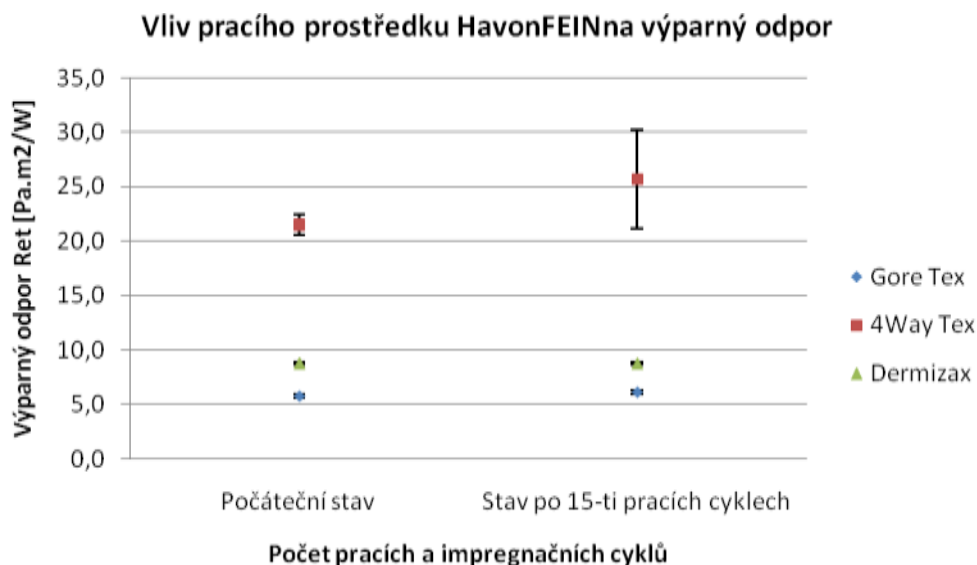 Vliv pracího prostředku HavonFEINna výparný odpor
Výparný odpor Ret [Pa.m2/W]
35,0
30,0
25,0
20,0
15,0
10,0
5,0
0,0
Počáteční stav
Stav po 15-ti pracích cyklech
Počet pracích a impregnačních cyklů
Gore Tex
4Way Tex
Dermizax